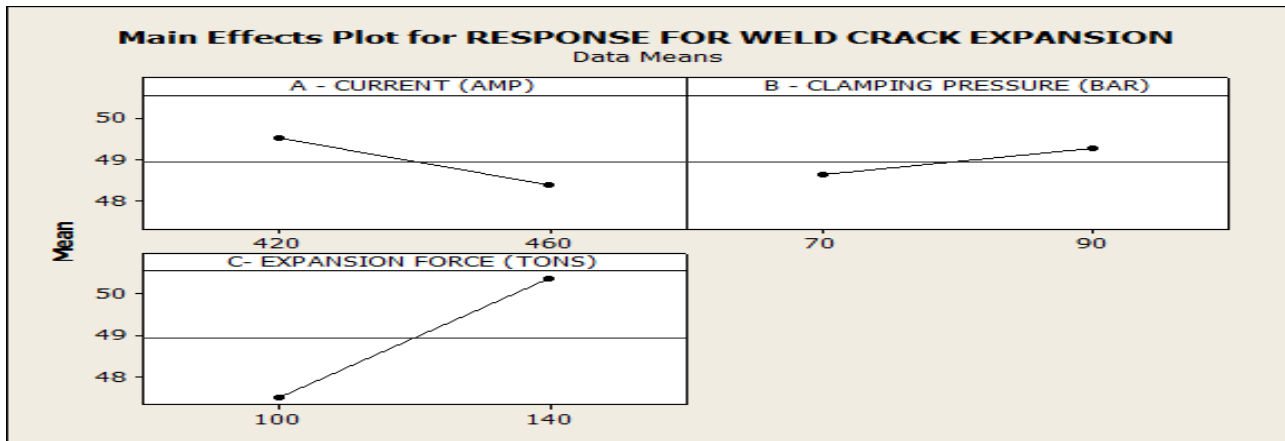 Main Effects Plot for RESPONSE FOR WELD CRACK EXPANSION
Data Means
A - CURRENT (AMP)
B - CLAMPING PRESSURE (BAR)
50
49
48
420
460
70
90
Mean
C- EXPANSION FORCE (TONS)
50
49
48
100
140